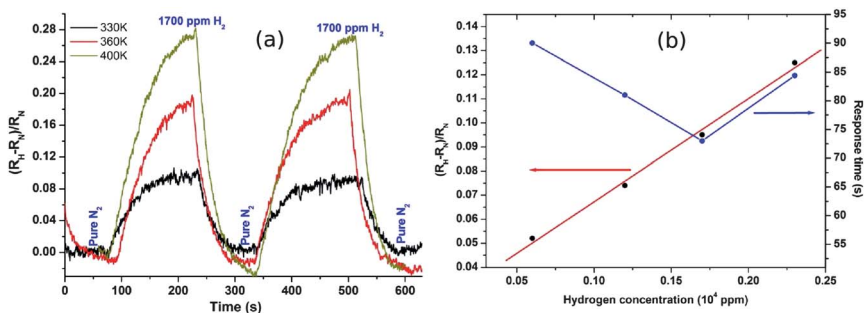 330K
360K
400K
1700 ppm H2
(a)
1700 ppm H2
Pure N2
Pure N2
Pure N2
0.28
0.24
0.20
0.16
0.12
0.08
0.04
0.00
(RH-RN)/RN
0 100 200 300 400 500 600
Time (s)
(b)
0.14
0.13
0.12
0.11
0.10
0.09
0.08
0.07
0.06
0.05
0.04
(RH-RN)/RN
95
90
85
80
75
70
65
60
55
Response time (s)
0.05 0.10 0.15 0.20 0.25
Hydrogen concentration (10^4 ppm)